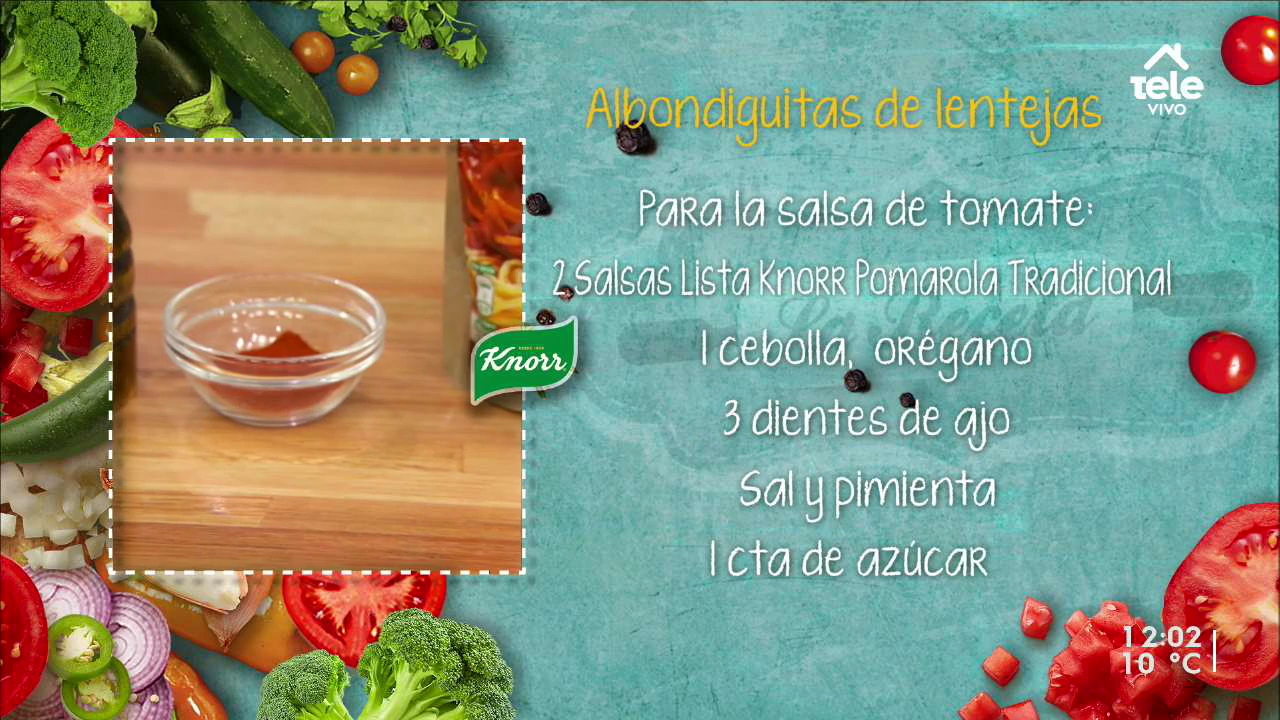 Albondiguitas de lentejas
tele
VIVO
Para la salsa de tomate:
2 Salsas Lista Knorr Pomarola Tradicional
1 cebolla, orégano
3 dientes de ajo
Sal y pimienta
1 cta de azúcar
Knorr
12:02
10 °C